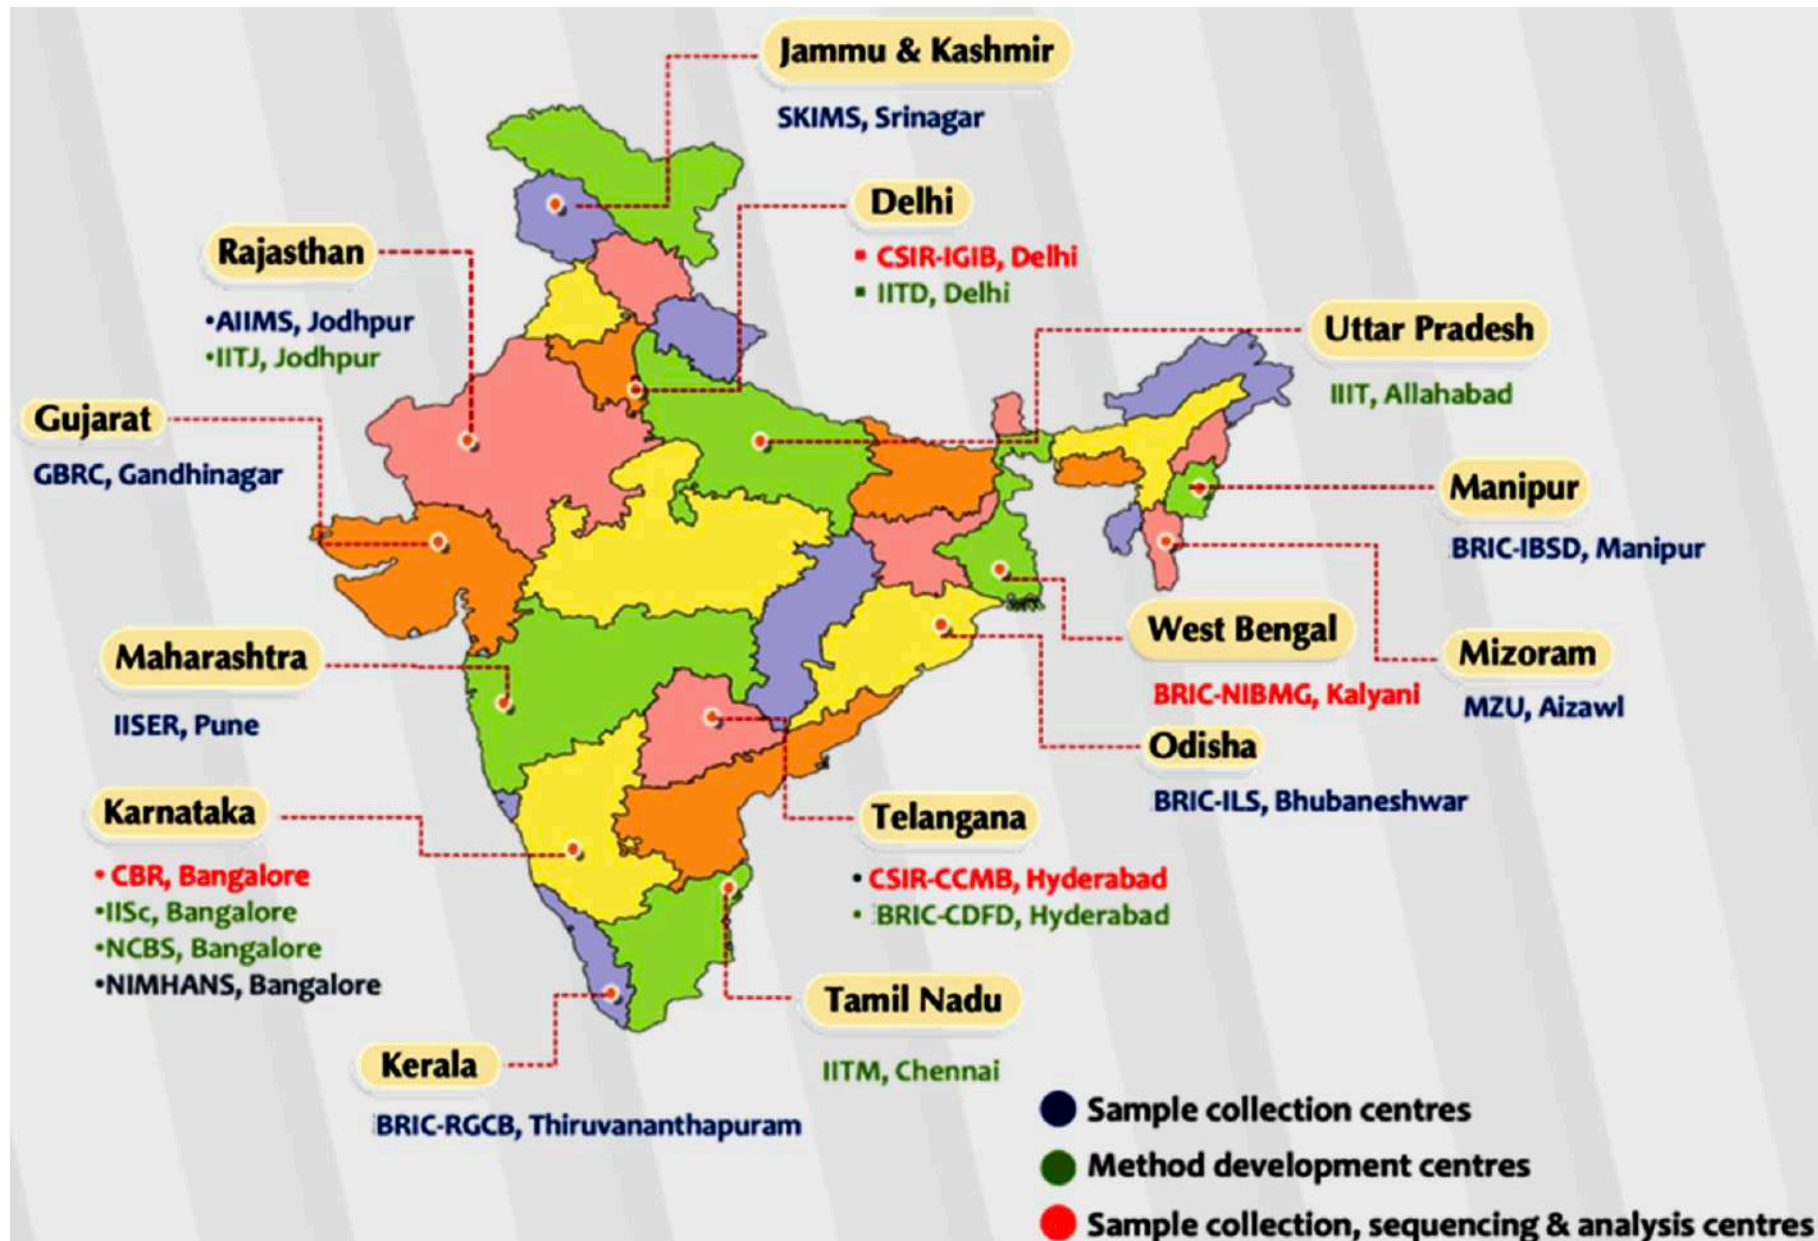 Jammu & Kashmir
SKIMS, Srinagar
Delhi
▪ CSIR-IGIB, Delhi
▪ IITD, Delhi
Rajasthan
•AIIMS, Jodhpur
•IITJ, Jodhpur
Uttar Pradesh
IIIT, Allahabad
Gujarat
GBRC, Gandhinagar
Manipur
BRIC-IBSD, Manipur
West Bengal
BRIC-NIBMG, Kalyani
Mizoram
MZU, Aizawl
Maharashtra
IISER, Pune
Odisha
BRIC-ILS, Bhubaneshwar
Karnataka
• CBR, Bangalore
•IISc, Bangalore
•NCBS, Bangalore
•NIMHANS, Bangalore
Telangana
• CSIR-CCMB, Hyderabad
• BRIC-CDFD, Hyderabad
Tamil Nadu
IITM, Chennai
Kerala
BRIC-RGCB, Thiruvananthapuram
Sample collection centres
Method development centres
Sample collection, sequencing & analysis centres